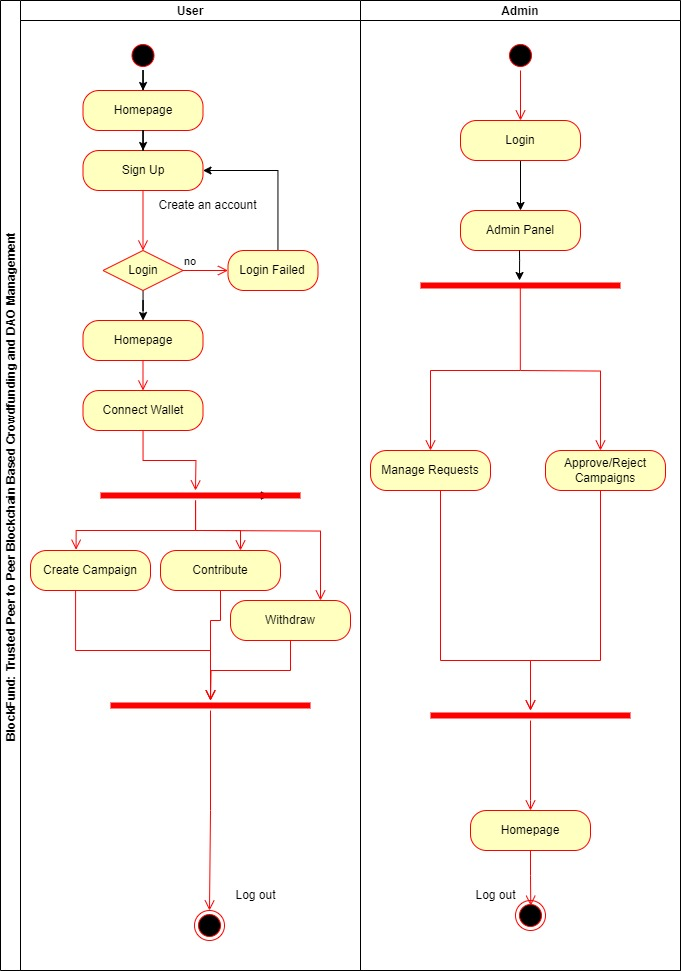 BlockFund: Trusted Peer to Peer Blockchain Based Crowdfunding and DAO Management
User
Homepage
Sign Up
Create an account
Login
no
Login Failed
Homepage
Connect Wallet
Create Campaign
Contribute
Withdraw
Log out
Admin
Login
Admin Panel
Manage Requests
Approve/Reject
Campaigns
Homepage
Log out